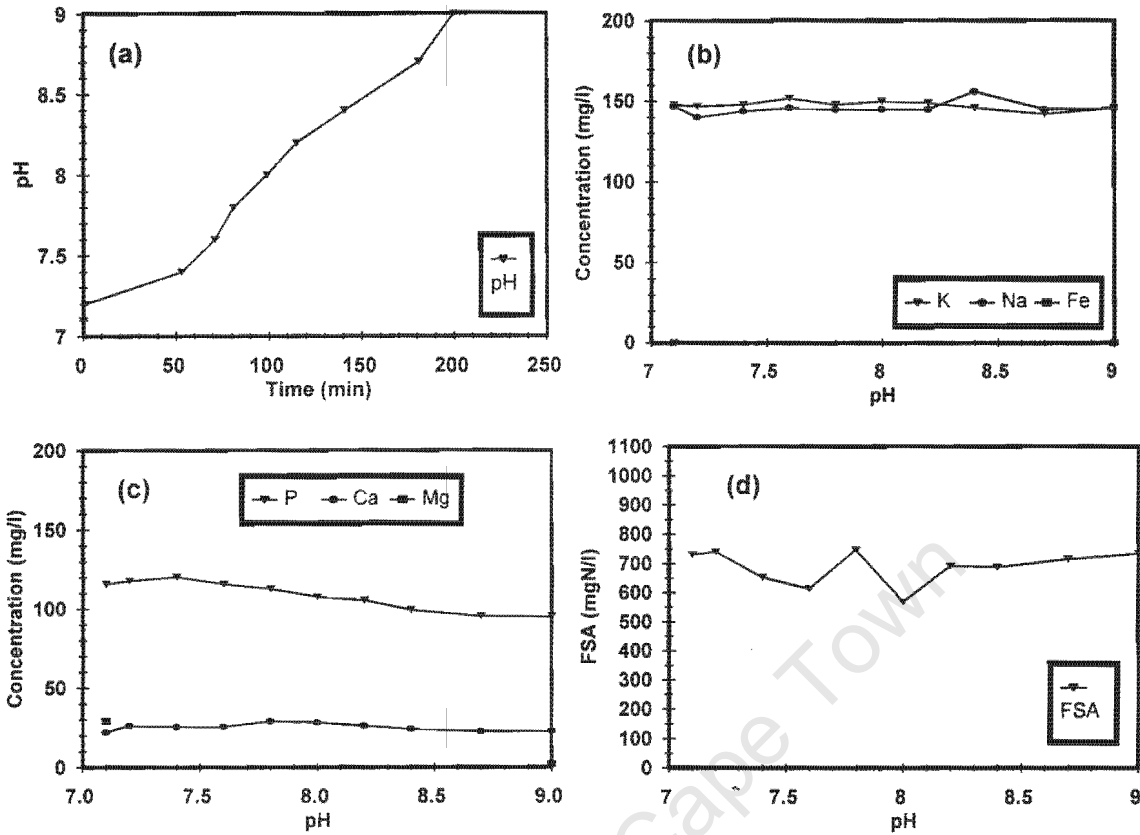 (a)
pH
9
8.5
8
7.5
7
0 50 100 150 200 250
Time (min)
pH
(b)
Concentration (mg/l)
200
150
100
50
0
K Na Fe
7 7.5 8 8.5 9
pH
(c)
Concentration (mg/l)
200
150
100
50
0
P Ca Mg
7.0 7.5 8.0 8.5 9.0
pH
(d)
FSA (mgN/l)
1100
1000
900
800
700
600
500
400
300
200
100
0
FSA
7 7.5 8 8.5 9
pH
Cape Town